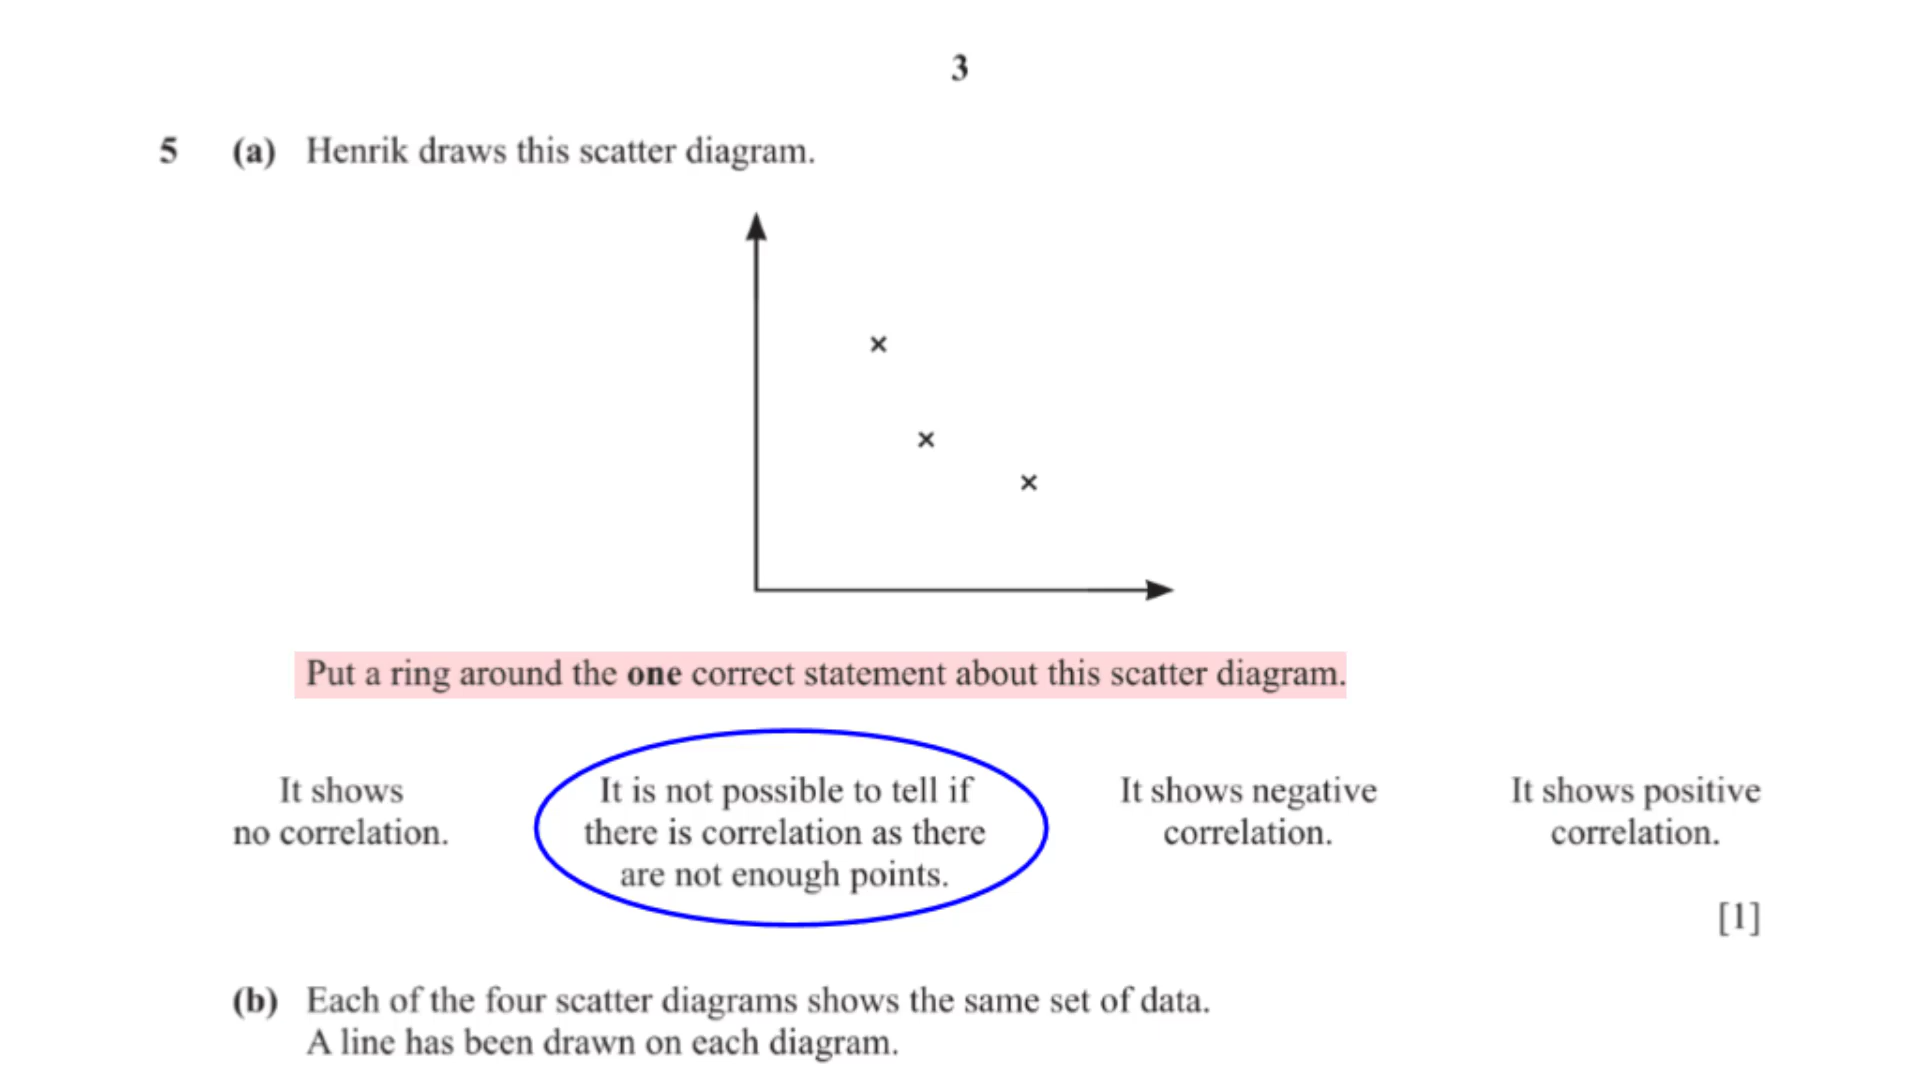 3
5 (a) Henrik draws this scatter diagram.
Put a ring around the one correct statement about this scatter diagram.
It shows
no correlation.
It is not possible to tell if
there is correlation as there
are not enough points.
It shows negative
correlation.
It shows positive
correlation.
[1]
(b) Each of the four scatter diagrams shows the same set of data.
A line has been drawn on each diagram.